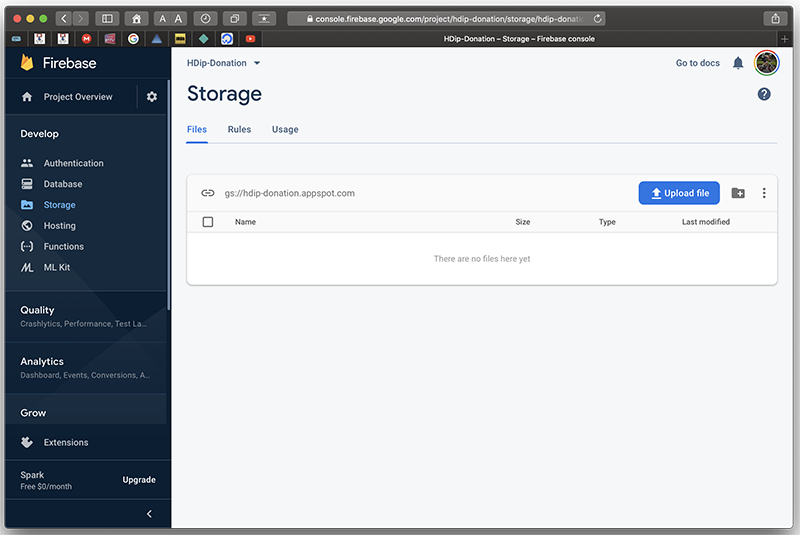 A A
console.firebase.google.com/project/hdip-donation/storage/hdip-donatio
HDip-Donation – Storage – Firebase console
Firebase
HDip-Donation
Go to docs
Project Overview
Storage
Develop
Files Rules Usage
Authentication
Database
Storage
Hosting
Functions
ML Kit
gs://hdip-donation.appspot.com
Upload file
Name Size Type Last modified
There are no files here yet
Quality
Crashlytics, Performance, Test La...
Analytics
Dashboard, Events, Conversions, A...
Grow
Extensions
Spark
Free $0/month
Upgrade